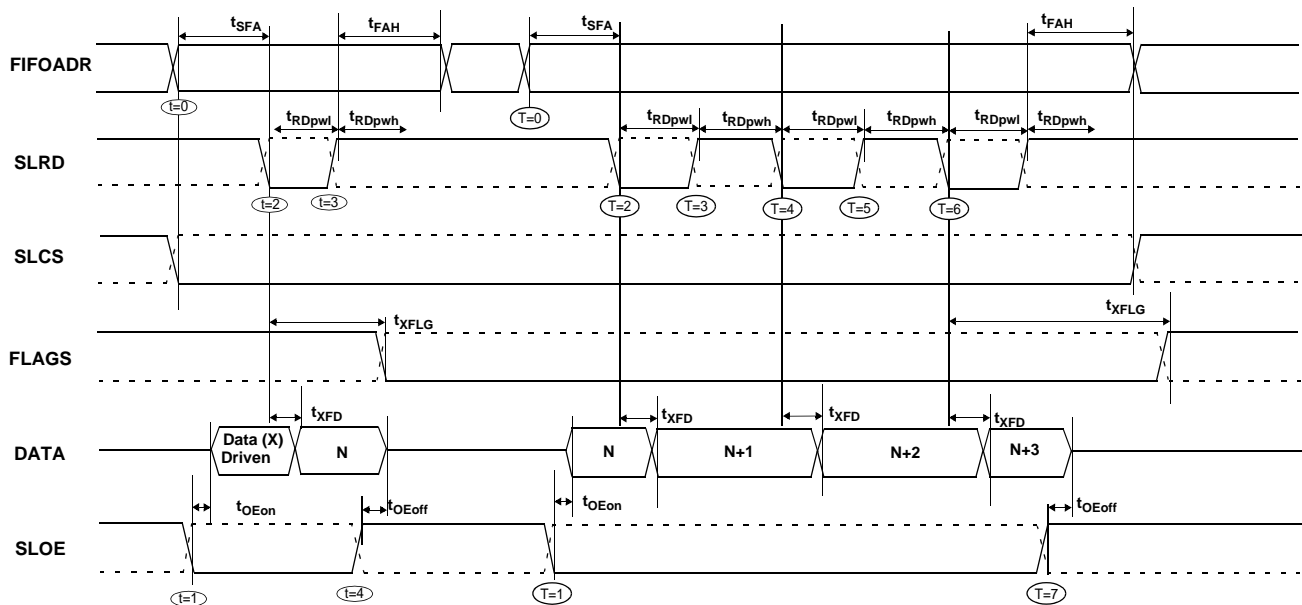 tSFA tFAH tSFA tFAH
FIFOADR
t=0 T=0
tRDpwl tRDpwh tRDpwl tRDpwh tRDpwl tRDpwh tRDpwl tRDpwh
SLRD
t=2 t=3 T=2 T=3 T=4 T=5 T=6
SLCS
tXFLG tXFLG
FLAGS
tXFD tXFD tXFD tXFD
DATA
Data (X)
Driven
N N N+1 N+2 N+3
tOEon tOEoff tOEon tOEoff
SLOE
t=1 t=4 T=1 T=7